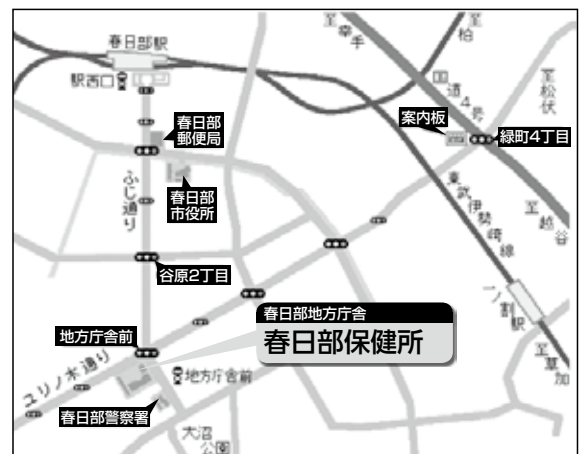 至幸手
至柏
春日部駅
駅西口
国道4号
至松伏
案内板
緑町4丁目
春日部
郵便局
ふじ通り
春日部
市役所
東武伊勢崎線
至越谷
谷原2丁目
一ノ割駅
春日部地方庁舎
春日部保健所
地方庁舎前
至草加
ユリノ木通り
地方庁舎前
春日部警察署
大沼
公園